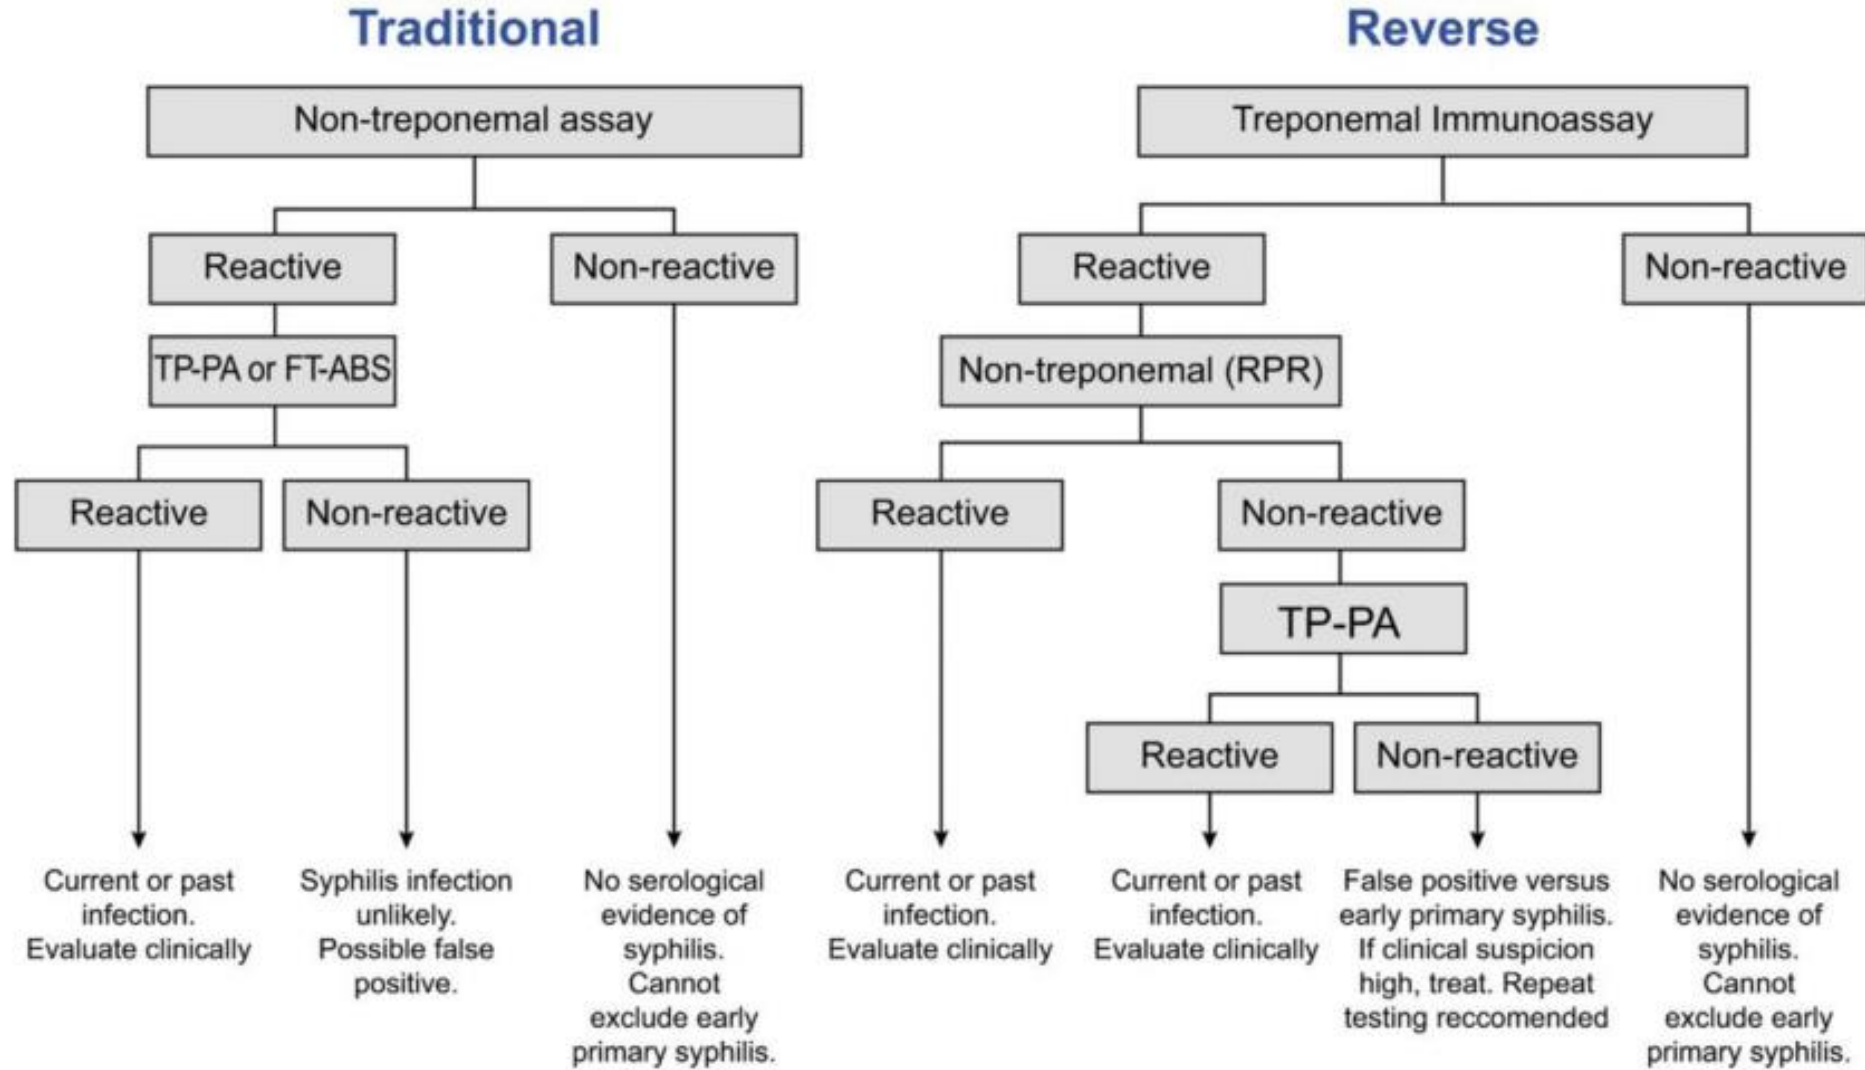 Traditional
Non-treponemal assay
Reactive
Non-reactive
TP-PA or FT-ABS
Reactive
Non-reactive
Current or past
infection.
Evaluate clinically
Syphilis infection
unlikely.
Possible false
positive.
No serological
evidence of
syphilis.
Cannot
exclude early
primary syphilis.
Reverse
Treponemal Immunoassay
Reactive
Non-reactive
Non-treponemal (RPR)
Reactive
Non-reactive
TP-PA
Reactive
Non-reactive
Current or past
infection.
Evaluate clinically
Current or past
infection.
Evaluate clinically
False positive versus
early primary syphilis.
If clinical suspicion
high, treat. Repeat
testing reccomended
No serological
evidence of
syphilis.
Cannot
exclude early
primary syphilis.